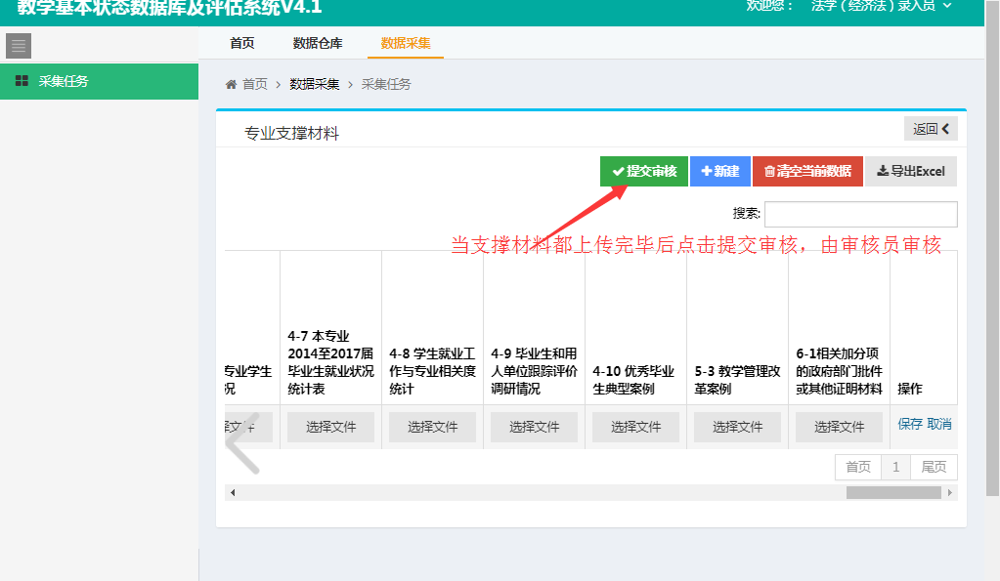 教学基本状态数据库及评估系统V4.1
欢迎您： 法学（经济法）录入员
首页 数据仓库 数据采集
采集任务
首页 > 数据采集 > 采集任务
专业支撑材料
返回
提交审核 新建 清空当前数据 导出Excel
搜索:
当支撑材料都上传完毕后点击提交审核，由审核员审核
专业学生
况
4-7 本专业
2014至2017届
毕业生就业状况
统计表
4-8 学生就业工
作与专业相关度
统计
4-9 毕业生和用
人单位跟踪评价
调研情况
4-10 优秀毕业
生典型案例
5-3 教学管理改
革案例
6-1相关加分项
的政府部门批件
或其他证明材料
操作
择文件 选择文件 选择文件 选择文件 选择文件 选择文件 选择文件 保存 取消
首页 1 尾页